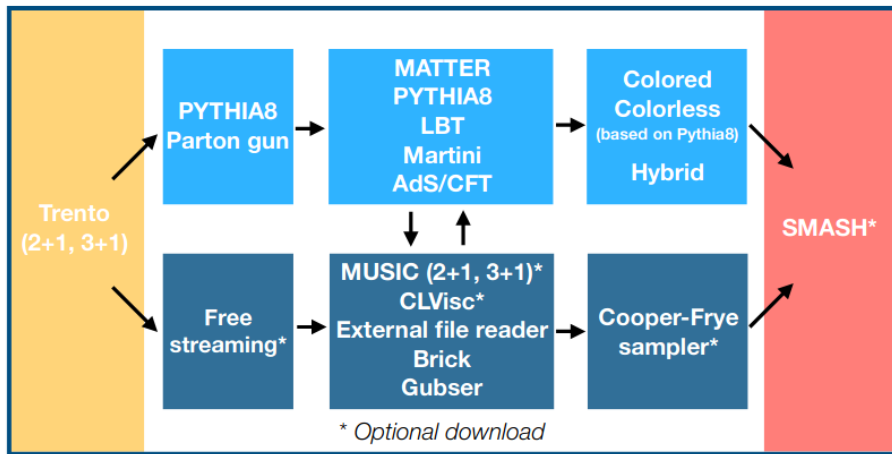 Trento
(2+1, 3+1)
PYTHIA8
Parton gun
MATTER
PYTHIA8
LBT
Martini
AdS/CFT
Colored
Colorless
(based on Pythia8)
Hybrid
Free
streaming*
MUSIC (2+1, 3+1)*
CLVisc*
External file reader
Brick
Gubser
Cooper-Frye
sampler*
SMASH*
* Optional download